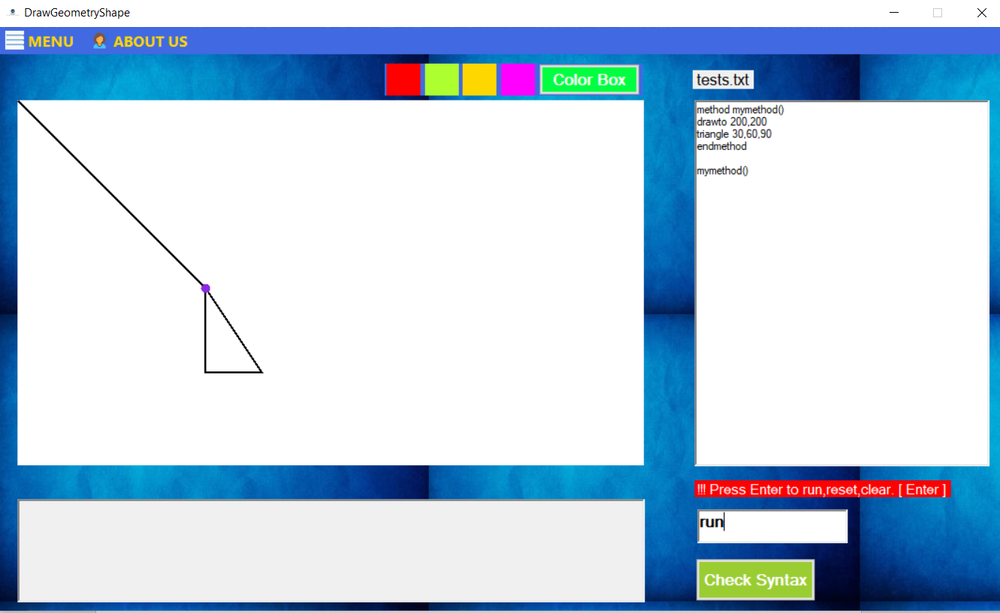 DrawGeometryShape
MENU ABOUT US
Color Box
tests.txt
method mymethod()
drawto 200,200
triangle 30,60,90
endmethod
mymethod()
!!! Press Enter to run,reset,clear. [ Enter ]
run
Check Syntax